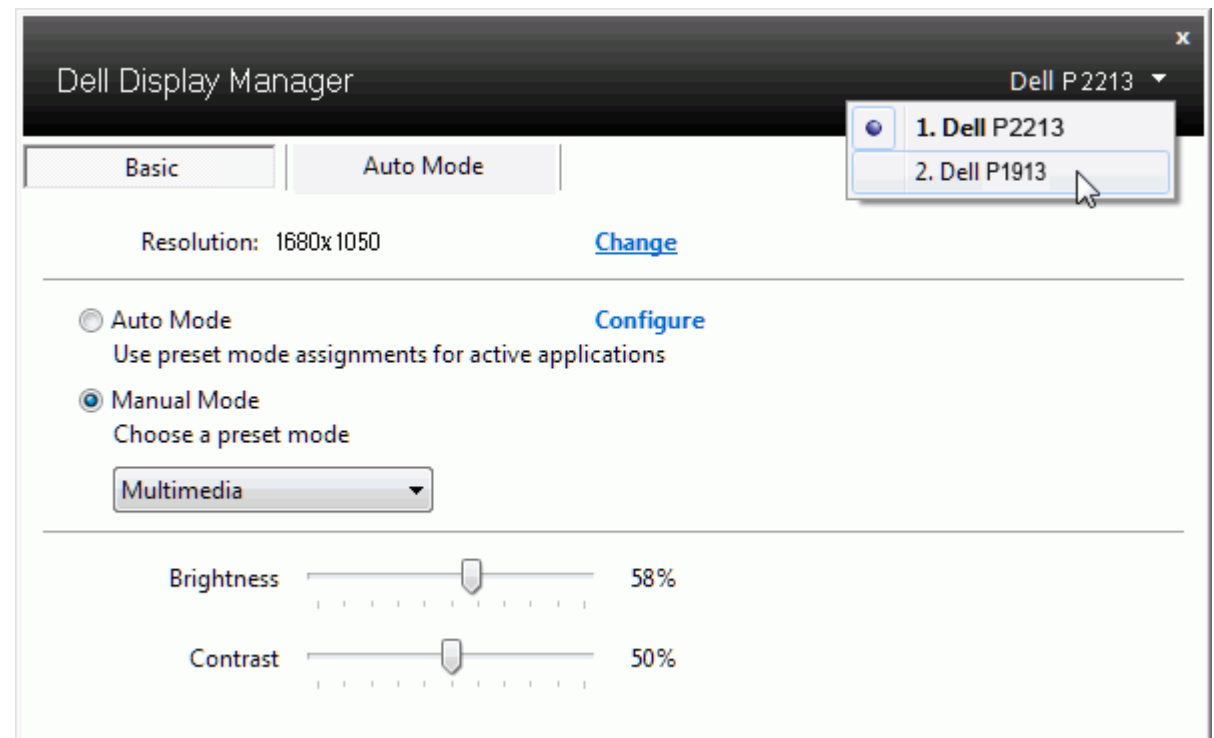 x
Dell Display Manager
Dell P2213
1. Dell P2213
2. Dell P1913
Basic
Auto Mode
Resolution: 1680x1050
Change
Auto Mode
Configure
Use preset mode assignments for active applications
Manual Mode
Choose a preset mode
Multimedia
Brightness
58%
Contrast
50%